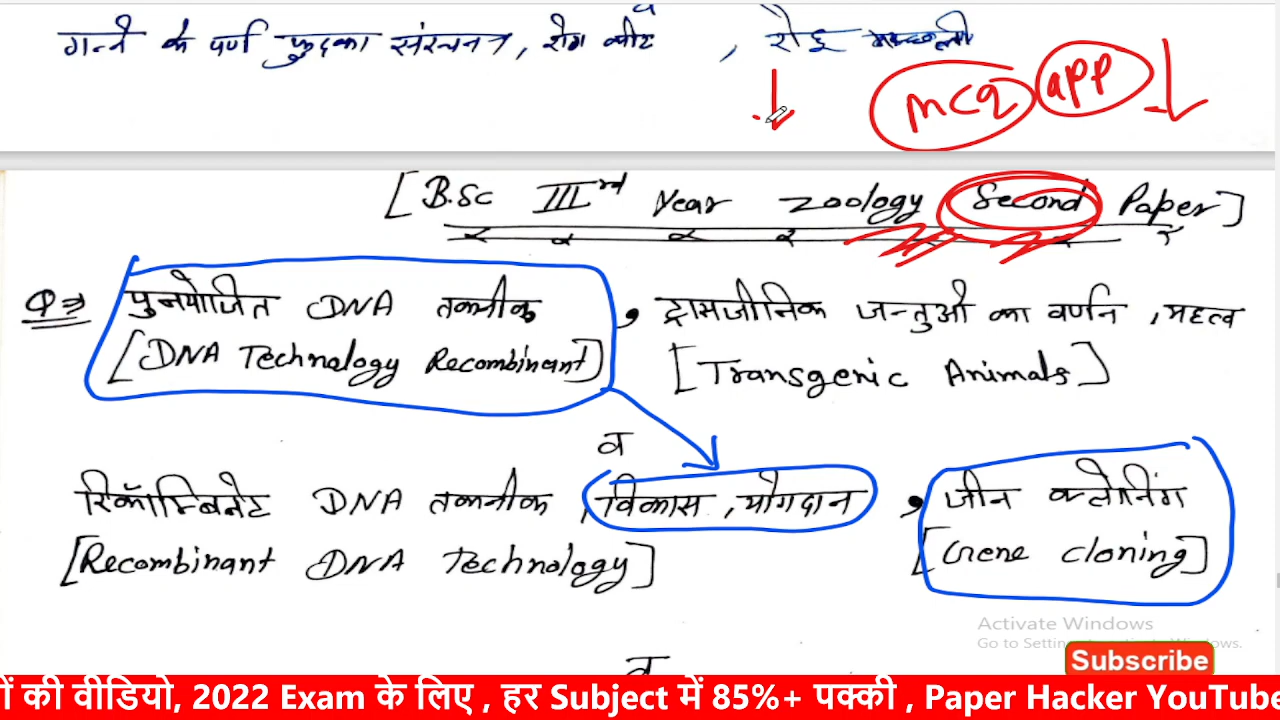 गन्ने के पर्ण फुदका संरचना, रोग कीट , रोहू मछली
MCQ app
[B.Sc IIIrd Year Zoology Second Paper]
Q⇒ पुनर्योजित DNA तकनीक , ट्रांसजीनिक जन्तुओं का वर्णन , महत्व
[DNA Technology Recombinant] [Transgenic Animals]
व
रिकॉम्बिनेंट DNA तकनीक , विकास , योगदान , जीन क्लोनिंग
[Recombinant DNA Technology] [Gene cloning]
Activate Windows
व
Subscribe
ों की वीडियो, 2022 Exam के लिए , हर Subject में 85%+ पक्की , Paper Hacker YouTube